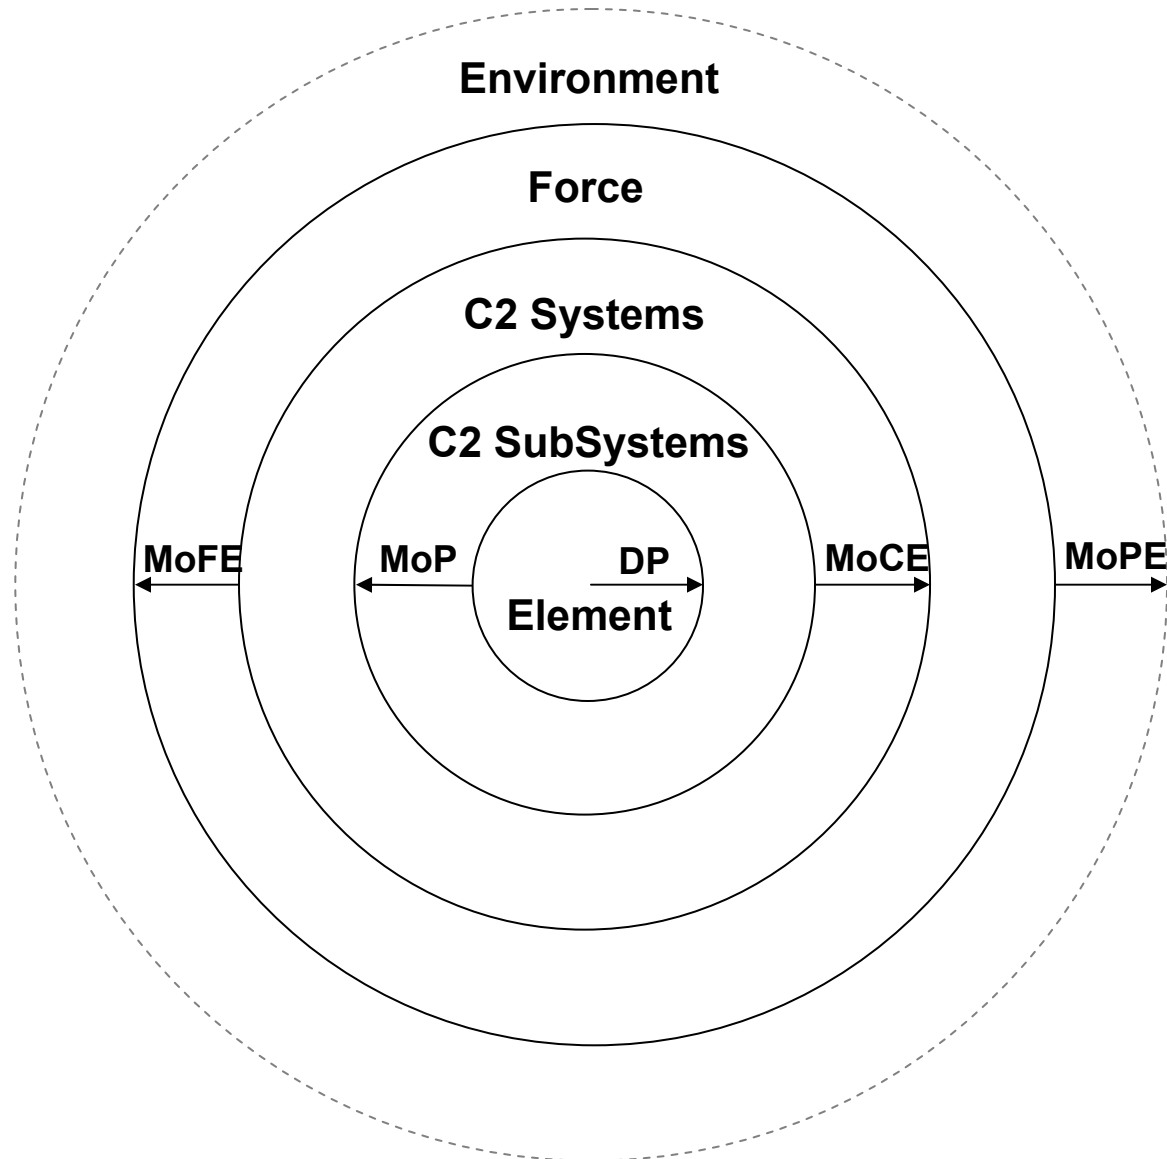 Environment
Force
C2 Systems
C2 SubSystems
MoFE
MoP
DP
MoCE
MoPE
Element